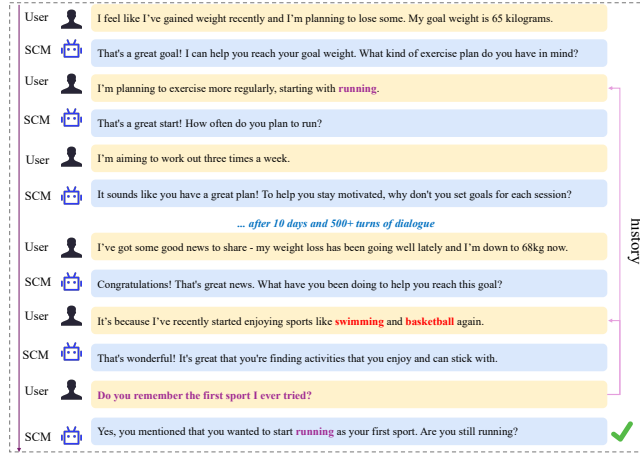 User I feel like I've gained weight recently and I'm planning to lose some. My goal weight is 65 kilograms.
SCM That's a great goal! I can help you reach your goal weight. What kind of exercise plan do you have in mind?
User I'm planning to exercise more regularly, starting with running.
SCM That's a great start! How often do you plan to run?
User I'm aiming to work out three times a week.
SCM It sounds like you have a great plan! To help you stay motivated, why don't you set goals for each session?
... after 10 days and 500+ turns of dialogue
User I've got some good news to share - my weight loss has been going well lately and I'm down to 68kg now.
SCM Congratulations! That's great news. What have you been doing to help you reach this goal?
User It's because I've recently started enjoying sports like swimming and basketball again.
SCM That's wonderful! It's great that you're finding activities that you enjoy and can stick with.
User Do you remember the first sport I ever tried?
SCM Yes, you mentioned that you wanted to start running as your first sport. Are you still running?
history